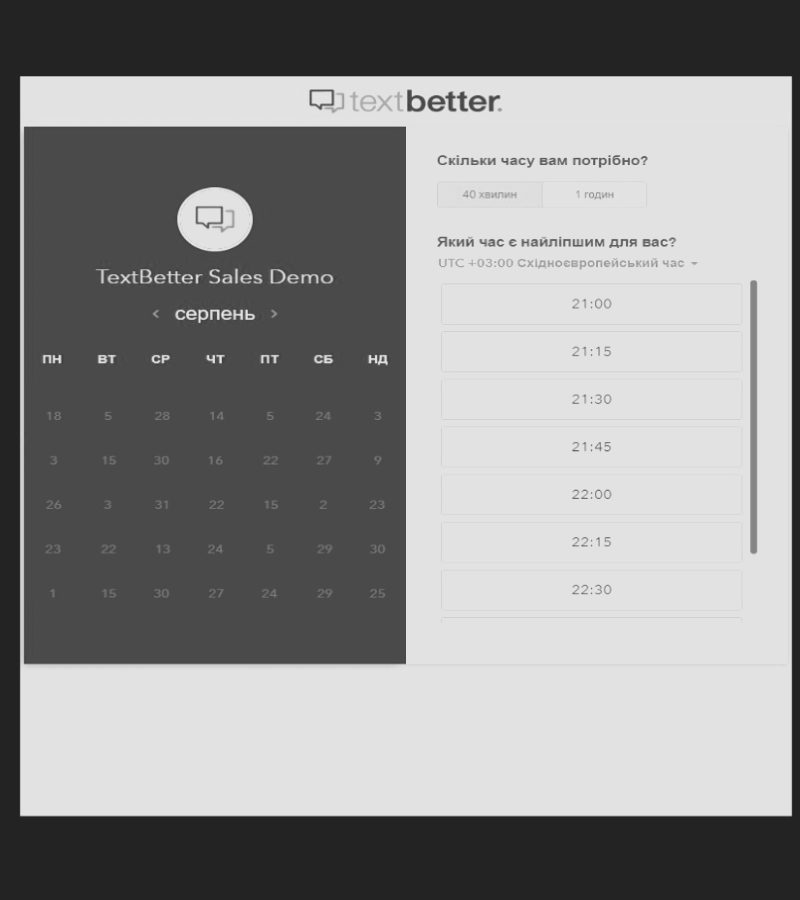 textbetter.
TextBetter Sales Demo
< серпень >
ПН ВТ СР ЧТ ПТ СБ НД
18 5 28 14 5 24 3
3 15 30 16 22 27 9
26 3 31 22 15 2 23
23 22 13 24 5 29 30
1 15 30 27 24 29 25
Скільки часу вам потрібно?
40 хвилин 1 годин
Який час є найліпшим для вас?
UTC +03:00 Східноєвропейський час
21:00
21:15
21:30
21:45
22:00
22:15
22:30